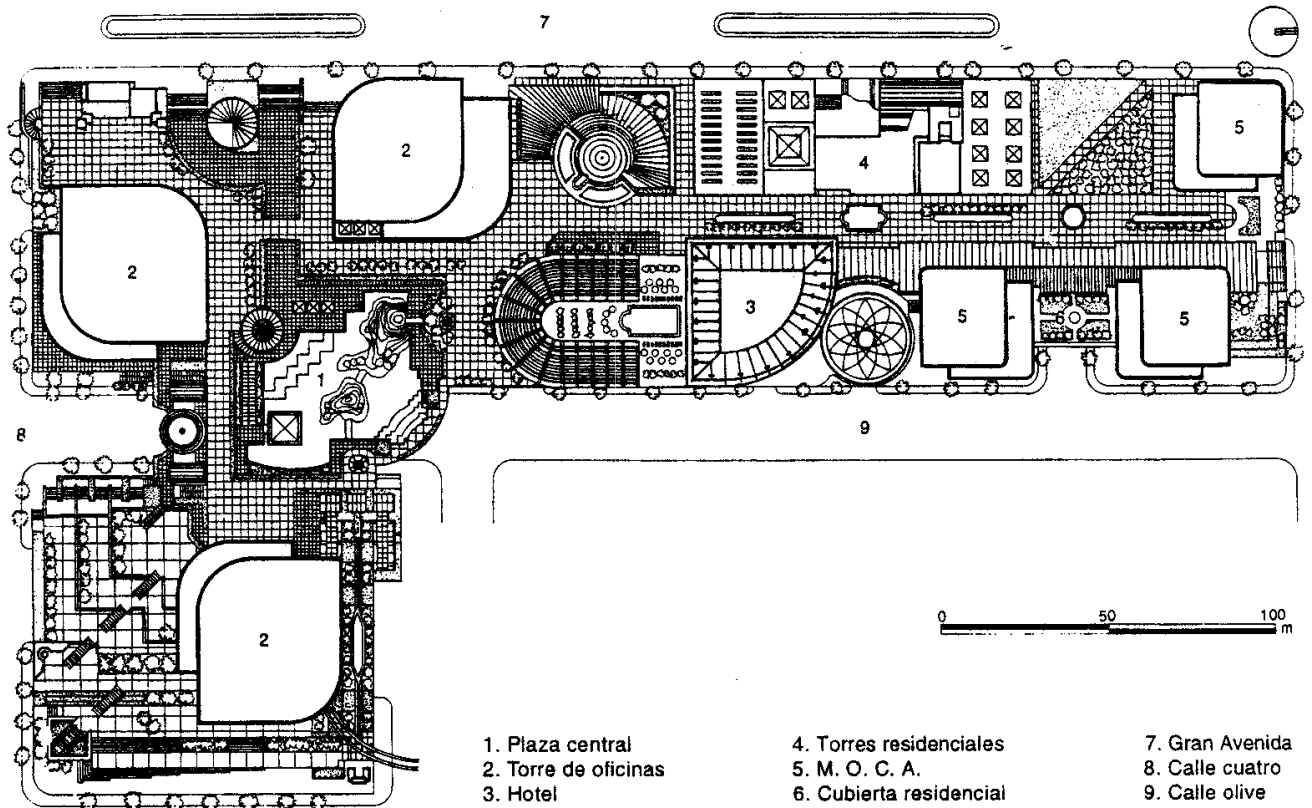 7
2
5
4
2
3
5
6
5
1
8
9
2
0 50 100
m
1. Plaza central
2. Torre de oficinas
3. Hotel
4. Torres residenciales
5. M. O. C. A.
6. Cubierta residencial
7. Gran Avenida
8. Calle cuatro
9. Calle olive